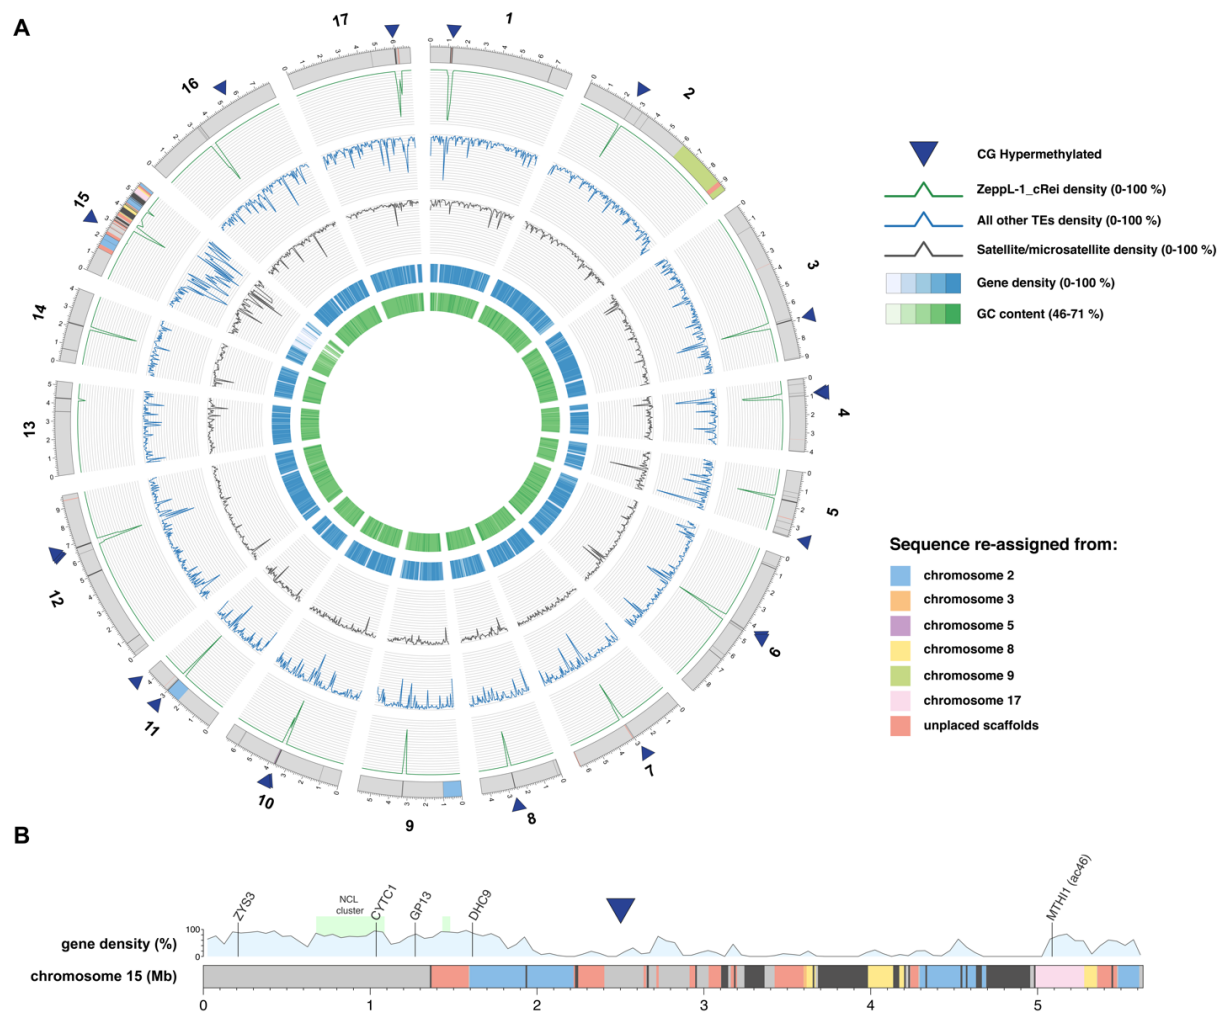 A
17
1
16
2
15
3
14
4
13
5
12
6
11
7
10
8
9
CG Hypermethylated
ZeppL-1_cRei density (0-100 %)
All other TEs density (0-100 %)
Satellite/microsatellite density (0-100 %)
Gene density (0-100 %)
GC content (46-71 %)
Sequence re-assigned from:
chromosome 2
chromosome 3
chromosome 5
chromosome 8
chromosome 9
chromosome 17
unplaced scaffolds
B
ZYS3
NCL
cluster
CYTC1
GP13
DHC9
MTHI1 (ac46)
gene density (%)
100
0
chromosome 15 (Mb)
0 1 2 3 4 5